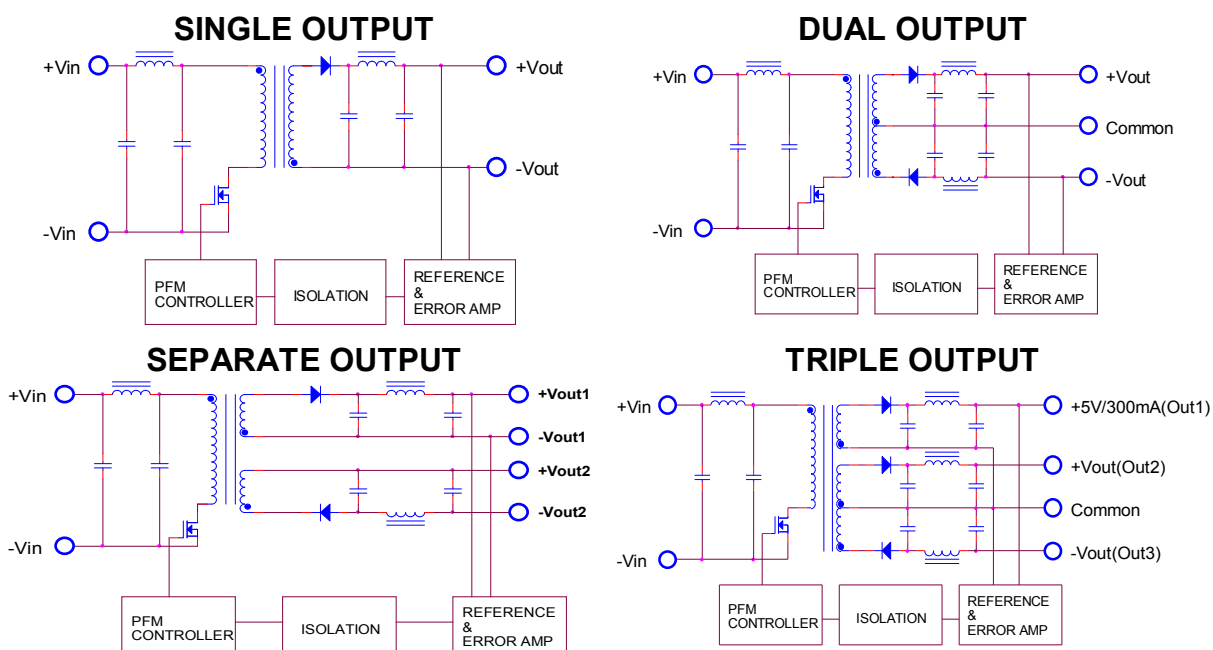 SINGLE OUTPUT
+Vin
+Vout
-Vout
-Vin
PFM
CONTROLLER
ISOLATION
REFERENCE
&
ERROR AMP
DUAL OUTPUT
+Vin
+Vout
Common
-Vout
-Vin
PFM
CONTROLLER
ISOLATION
REFERENCE
&
ERROR AMP
SEPARATE OUTPUT
+Vin
+Vout1
-Vout1
+Vout2
-Vout2
-Vin
PFM
CONTROLLER
ISOLATION
REFERENCE
&
ERROR AMP
TRIPLE OUTPUT
+Vin
+5V/300mA(Out1)
+Vout(Out2)
Common
-Vout(Out3)
-Vin
PFM
CONTROLLER
ISOLATION
REFERENCE
&
ERROR AMP